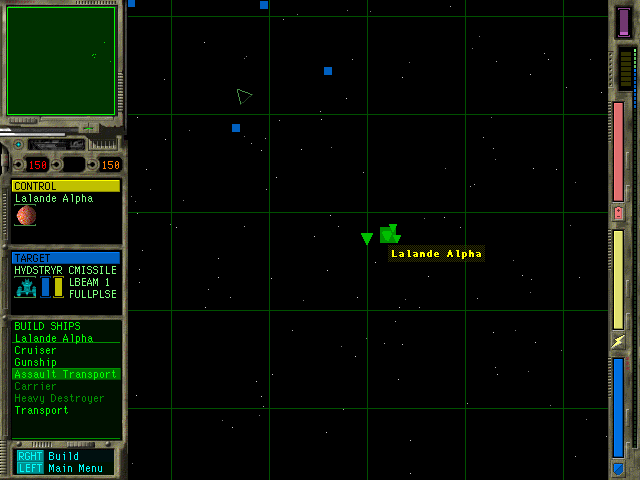 150 150
CONTROL
Lalande Alpha
TARGET
HYDSTRYR CMISSILE
LBEAM 1
FULLPLSE
BUILD SHIPS
Lalande Alpha
Cruiser
Gunship
Assault Transport
Carrier
Heavy Destroyer
Transport
RGHT Build
LEFT Main Menu
Lalande Alpha